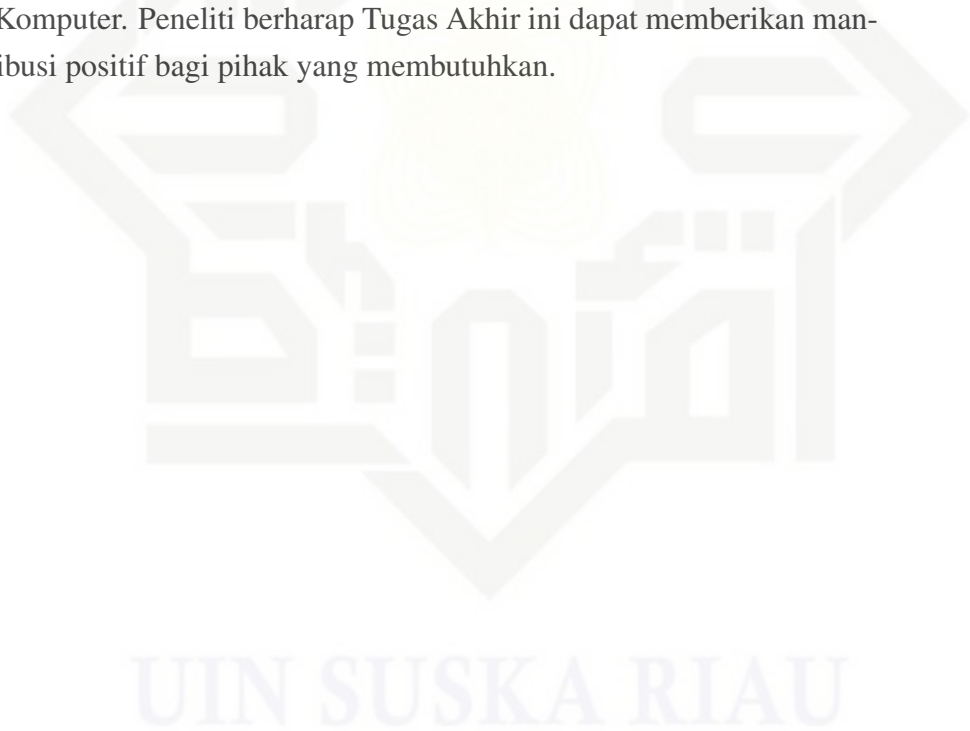 Komputer. Peneliti berharap Tugas Akhir ini dapat memberikan man-
ibusi positif bagi pihak yang membutuhkan.
UIN SUSKA RIAU